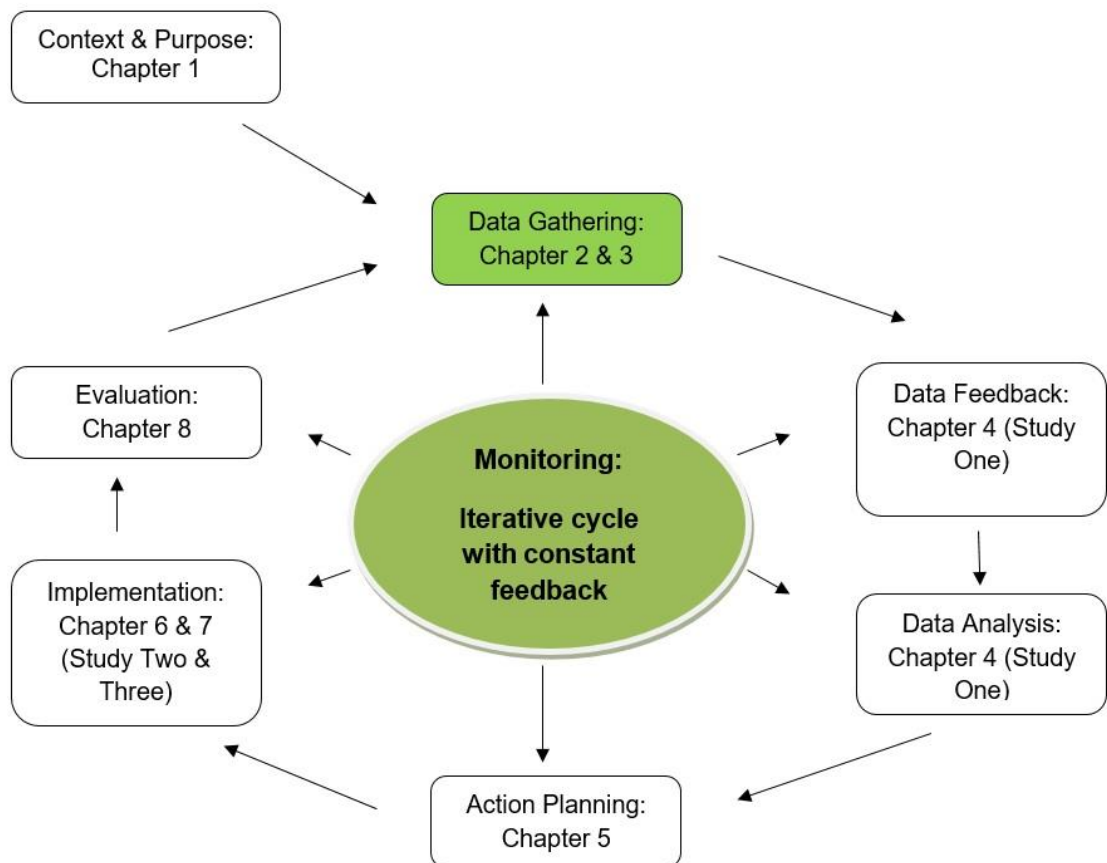 Context & Purpose:
Chapter 1
Data Gathering:
Chapter 2 & 3
Data Feedback:
Chapter 4 (Study
One)
Data Analysis:
Chapter 4 (Study
One)
Action Planning:
Chapter 5
Implementation:
Chapter 6 & 7
(Study Two &
Three)
Evaluation:
Chapter 8
Monitoring:
Iterative cycle
with constant
feedback